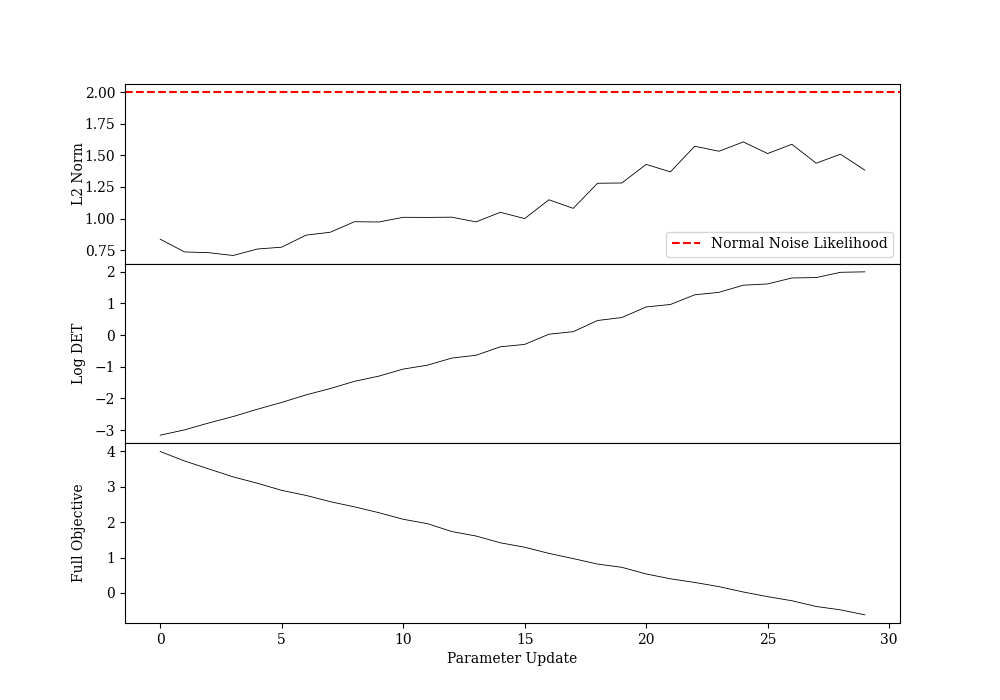 2.00
1.75
1.50
1.25
1.00
0.75
L2 Norm
Normal Noise Likelihood
2
1
0
−1
−2
−3
Log DET
4
3
2
1
0
Full Objective
0 5 10 15 20 25 30
Parameter Update